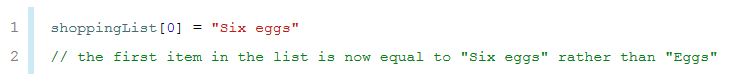 1 shoppingList[0] = "Six eggs"
2 // the first item in the list is now equal to "Six eggs" rather than "Eggs"